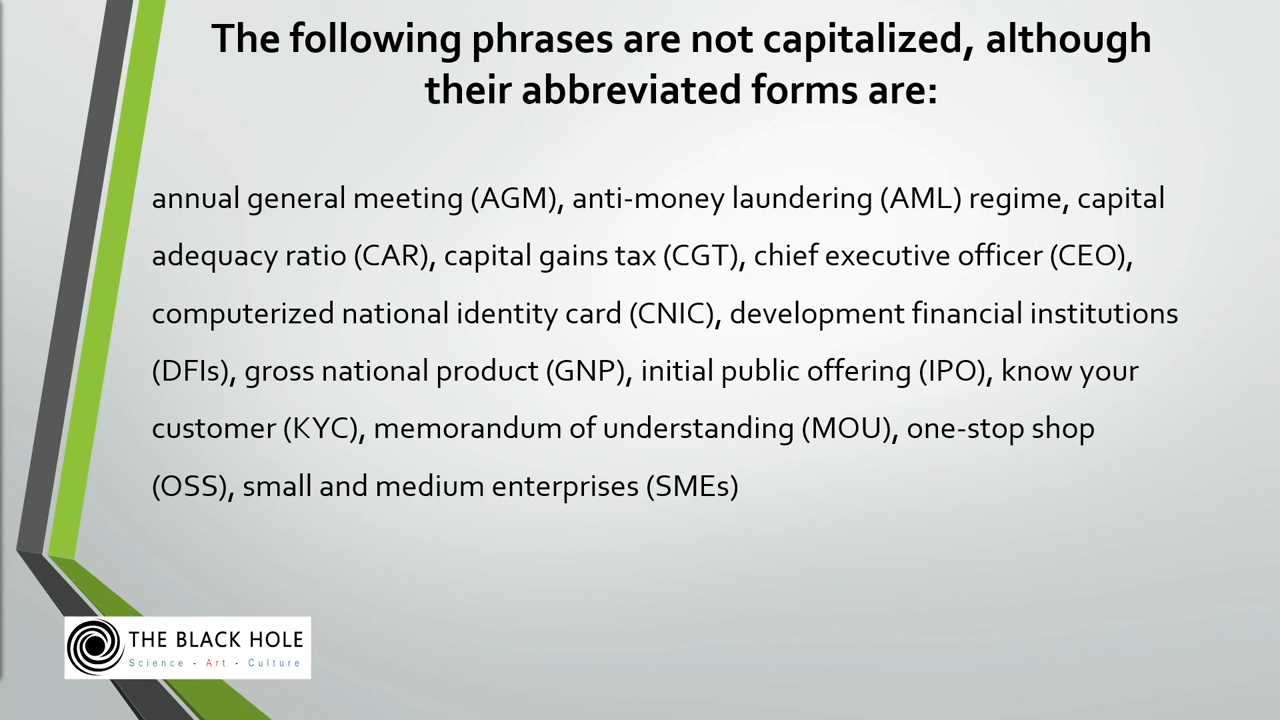 The following phrases are not capitalized, although
their abbreviated forms are:
annual general meeting (AGM), anti-money laundering (AML) regime, capital
adequacy ratio (CAR), capital gains tax (CGT), chief executive officer (CEO),
computerized national identity card (CNIC), development financial institutions
(DFIs), gross national product (GNP), initial public offering (IPO), know your
customer (KYC), memorandum of understanding (MOU), one-stop shop
(OSS), small and medium enterprises (SMEs)
THE BLACK HOLE
Science - Art - Culture